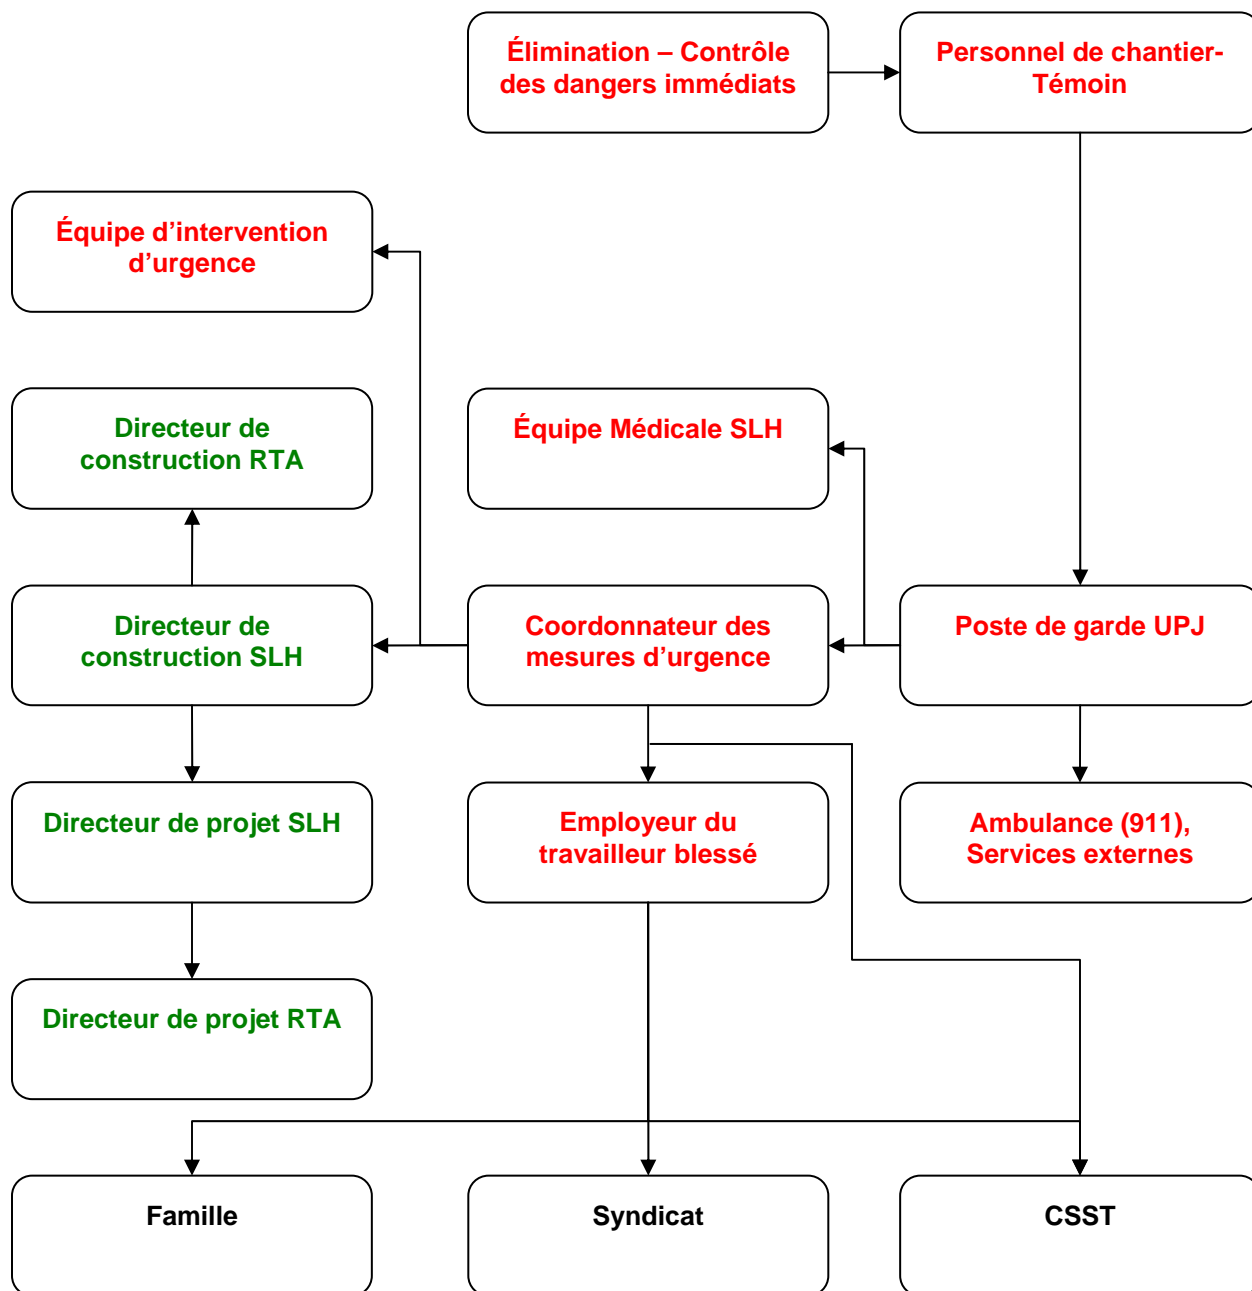 Élimination – Contrôle
des dangers immédiats
Personnel de chantier-
Témoin
Équipe d’intervention
d’urgence
Directeur de
construction RTA
Équipe Médicale SLH
Directeur de
construction SLH
Coordonnateur des
mesures d’urgence
Poste de garde UPJ
Directeur de projet SLH
Employeur du
travailleur blessé
Ambulance (911),
Services externes
Directeur de projet RTA
Famille
Syndicat
CSST